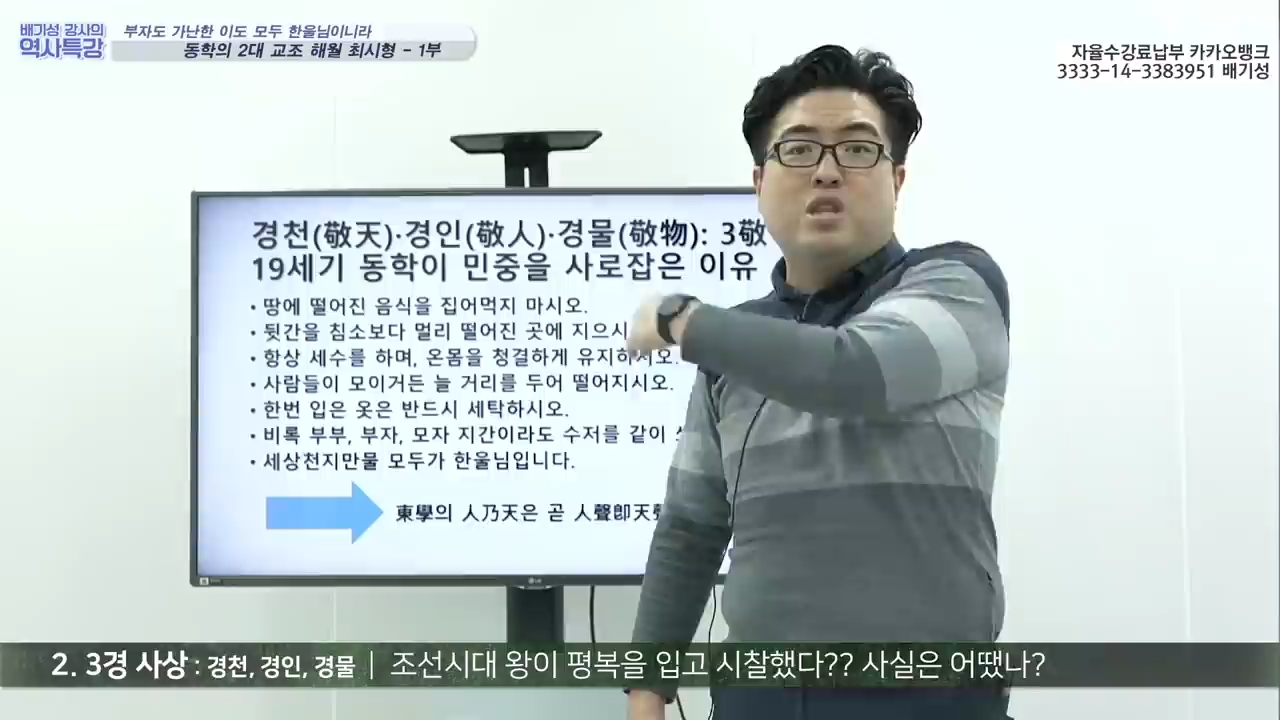 배기성 강사의
역사특강
부자도 가난한 이도 모두 한울님이니라
동학의 2대 교조 해월 최시형 - 1부
자율수강료납부 카카오뱅크
3333-14-3383951 배기성
경천(敬天)·경인(敬人)·경물(敬物): 3敬
19세기 동학이 민중을 사로잡은 이유
• 땅에 떨어진 음식을 집어먹지 마시오.
• 뒷간을 침소보다 멀리 떨어진 곳에 지으시
• 항상 세수를 하며, 온몸을 청결하게 유지하시오.
• 사람들이 모이거든 늘 거리를 두어 떨어지시오.
• 한번 입은 옷은 반드시 세탁하시오.
• 비록 부부, 부자, 모자 지간이라도 수저를 같이
• 세상천지만물 모두가 한울님입니다.
東學의 人乃天은 곧 人聲卽天聲
LG
2. 3경 사상 : 경천, 경인, 경물 | 조선시대 왕이 평복을 입고 시찰했다?? 사실은 어땠나?